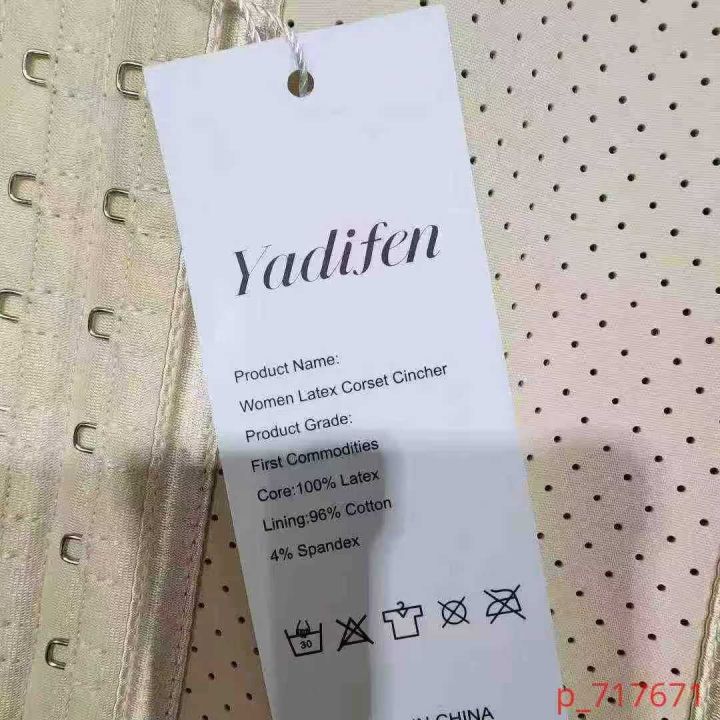 Yadifen
Product Name:
Women Latex Corset Cincher
Product Grade:
First Commodities
Core:100% Latex
Lining:96% Cotton
4% Spandex
30
CHINA
p_717671